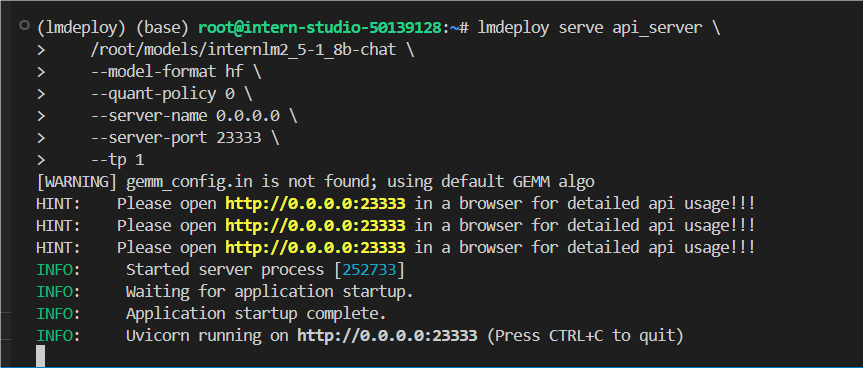 (lmdeploy) (base) root@intern-studio-50139128:~# lmdeploy serve api_server \
>     /root/models/internlm2_5-1_8b-chat \
>     --model-format hf \
>     --quant-policy 0 \
>     --server-name 0.0.0.0 \
>     --server-port 23333 \
>     --tp 1
[WARNING] gemm_config.in is not found; using default GEMM algo
HINT:    Please open http://0.0.0.0:23333 in a browser for detailed api usage!!!
HINT:    Please open http://0.0.0.0:23333 in a browser for detailed api usage!!!
HINT:    Please open http://0.0.0.0:23333 in a browser for detailed api usage!!!
INFO:     Started server process [252733]
INFO:     Waiting for application startup.
INFO:     Application startup complete.
INFO:     Uvicorn running on http://0.0.0.0:23333 (Press CTRL+C to quit)